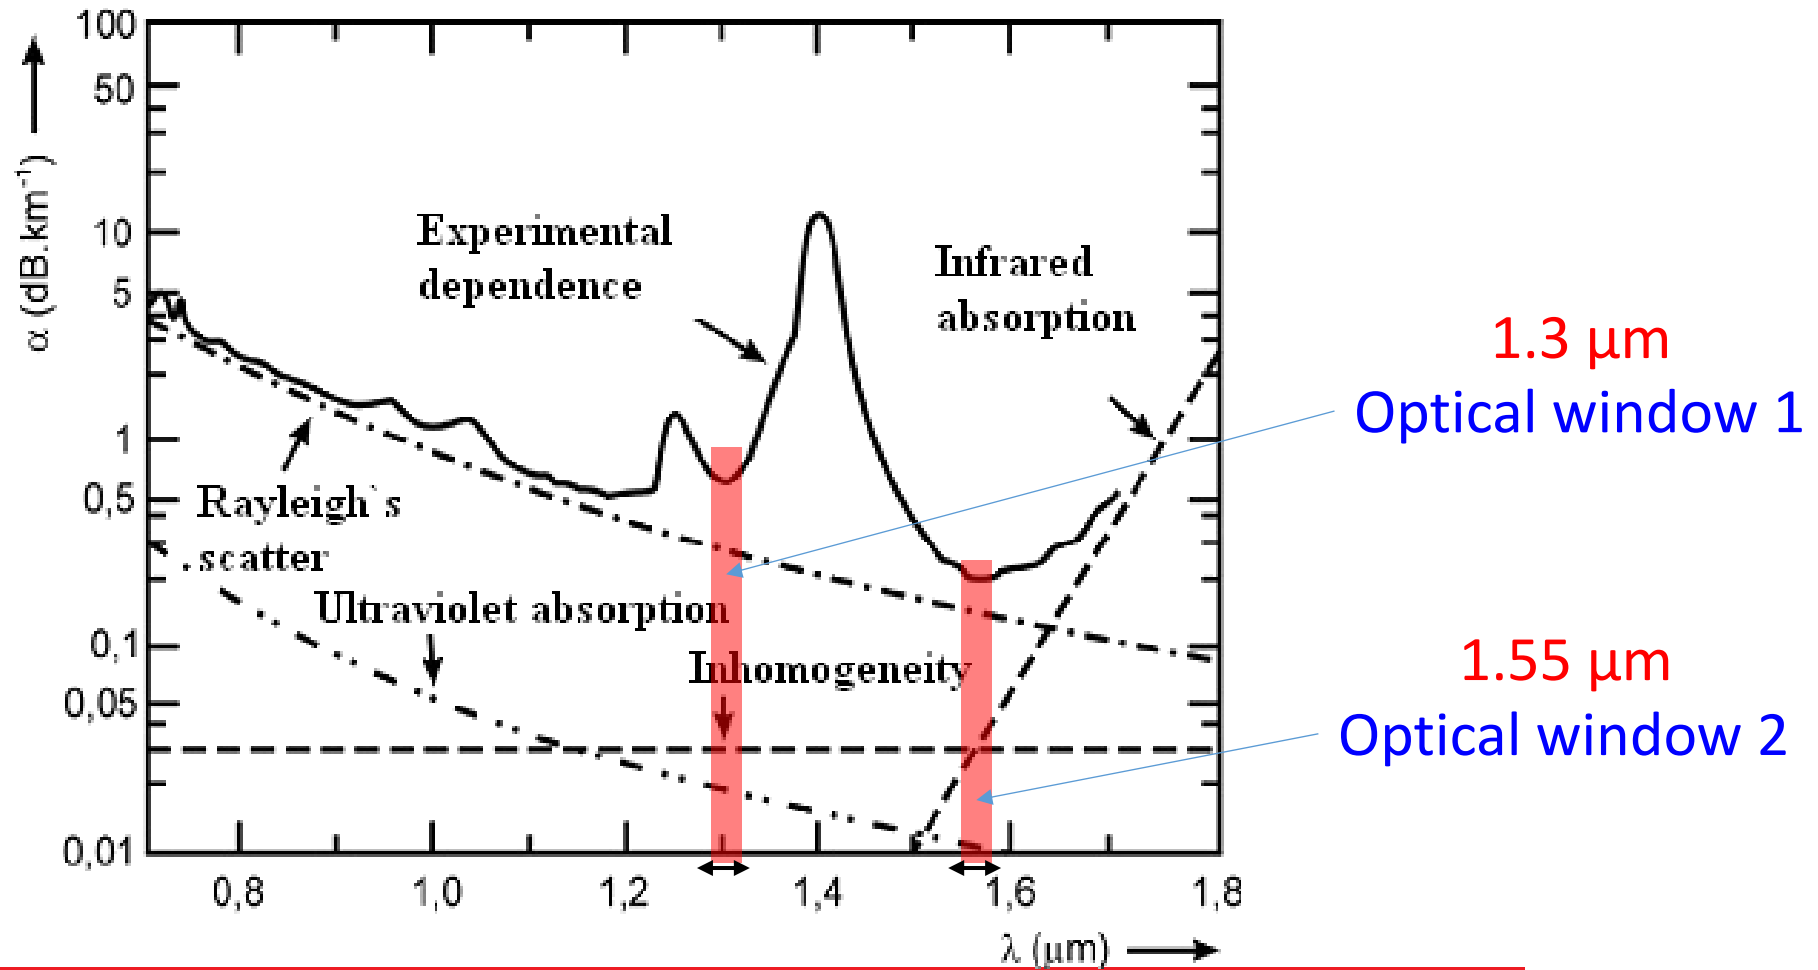 100
50
10
5
1
0,5
0,1
0,05
0,01
α (dB.km⁻¹)
Experimental
dependence
Infrared
absorption
Rayleigh`s
scatter
Ultraviolet absorption
Inhomogeneity
1.3 µm
Optical window 1
1.55 µm
Optical window 2
0,8 1,0 1,2 1,4 1,6 1,8
λ (µm)